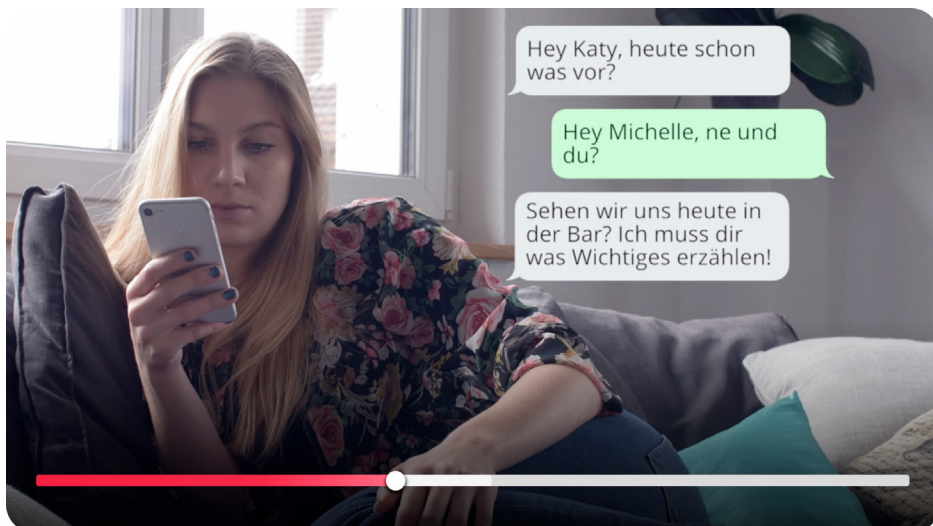 Hey Katy, heute schon
was vor?
Hey Michelle, ne und
du?
Sehen wir uns heute in
der Bar? Ich muss dir
was Wichtiges erzählen!